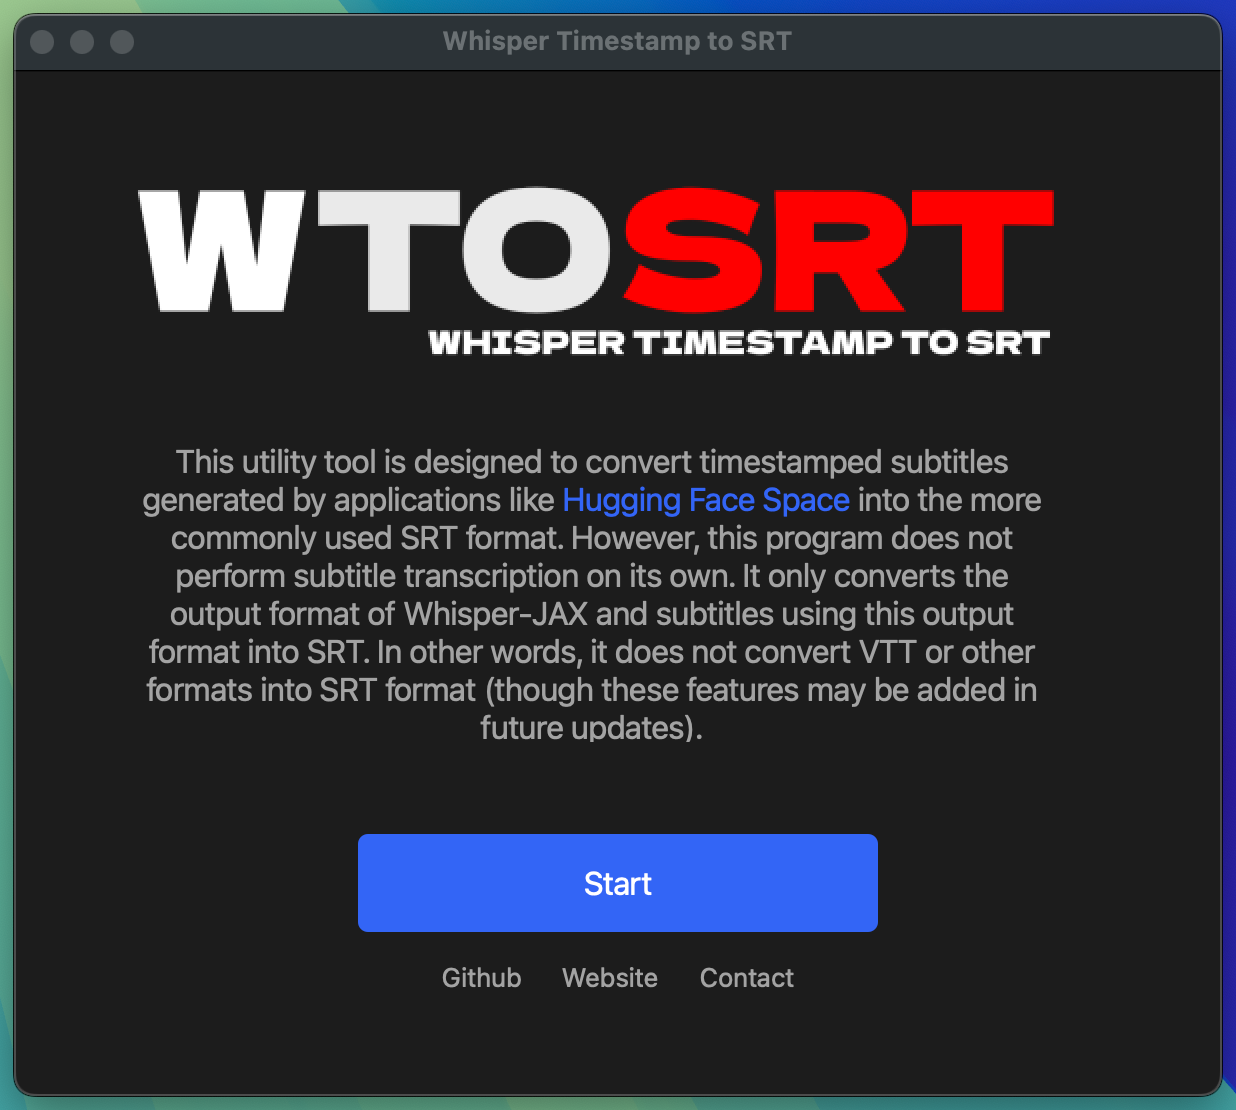 Whisper Timestamp to SRT
WTOSRT
WHISPER TIMESTAMP TO SRT
This utility tool is designed to convert timestamped subtitles
generated by applications like Hugging Face Space into the more
commonly used SRT format. However, this program does not
perform subtitle transcription on its own. It only converts the
output format of Whisper-JAX and subtitles using this output
format into SRT. In other words, it does not convert VTT or other
formats into SRT format (though these features may be added in
future updates).
Start
Github Website Contact